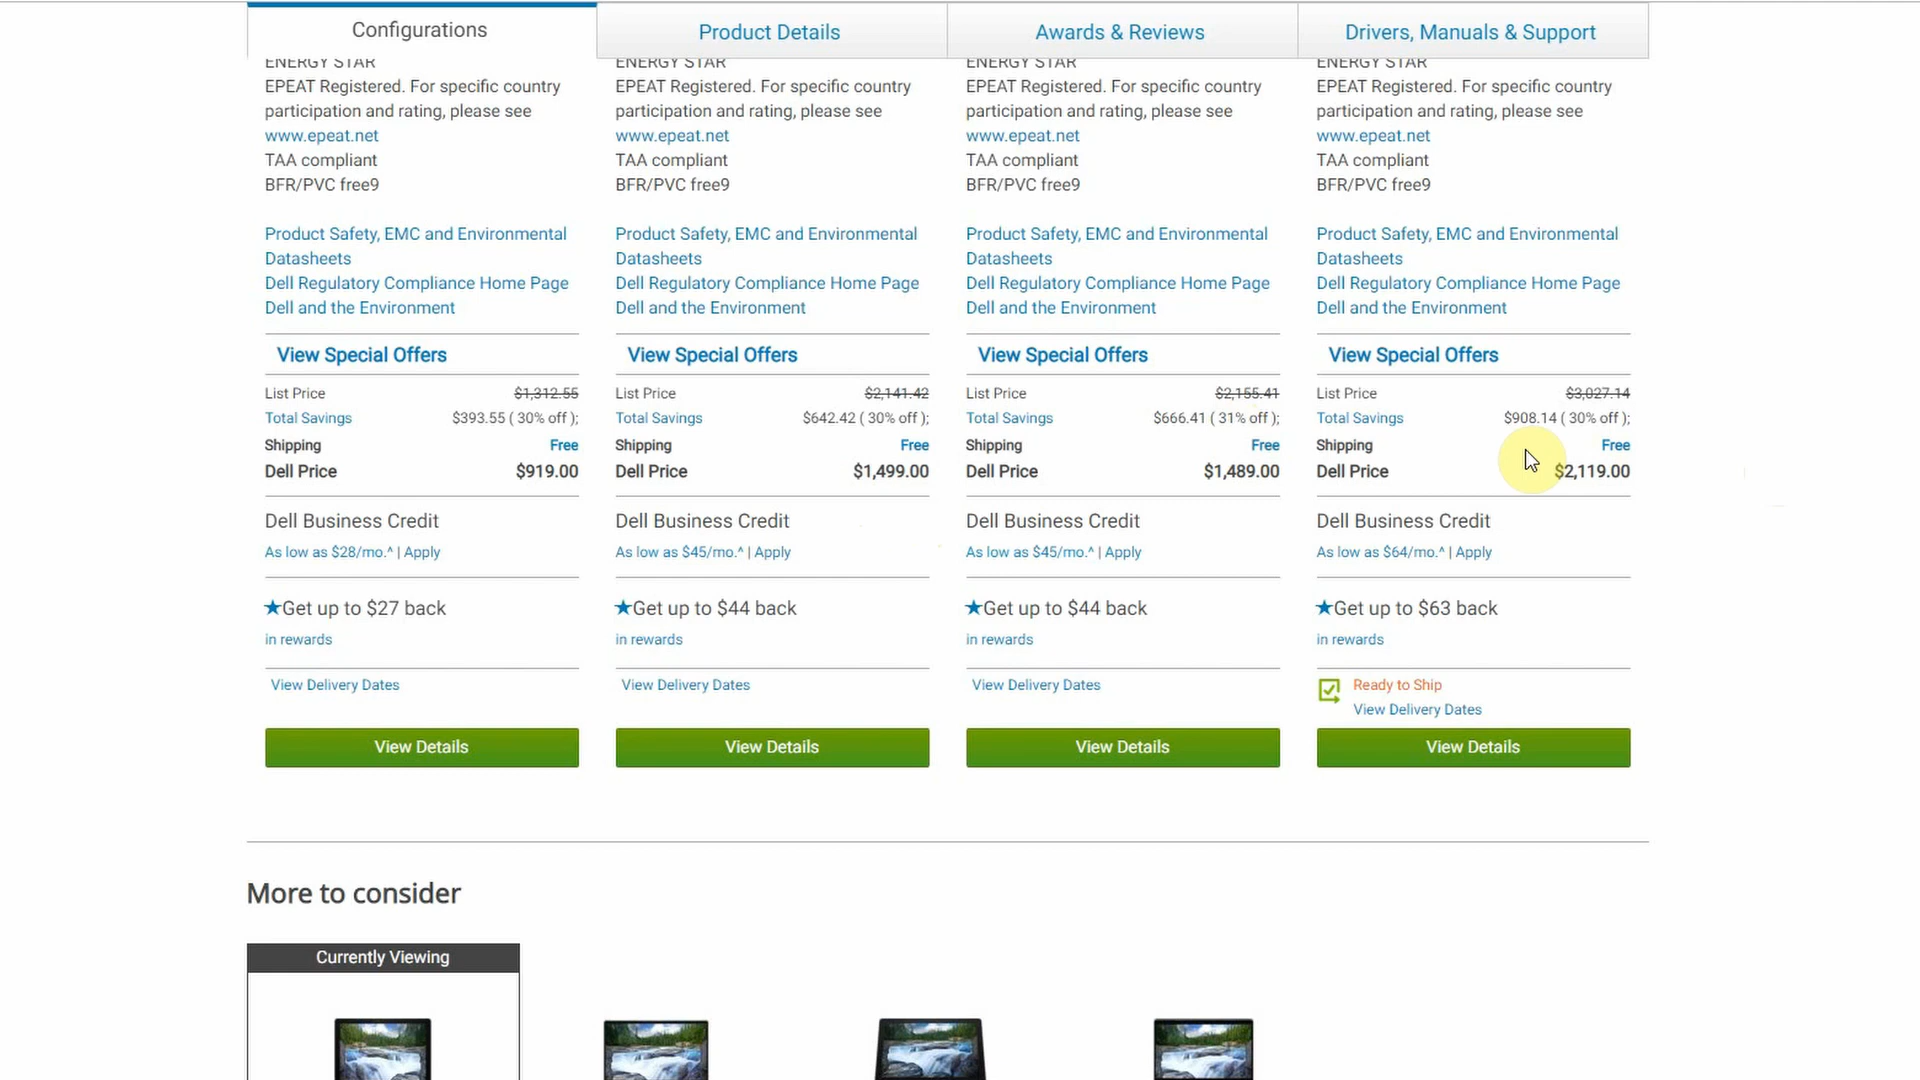 Configurations
Product Details
Awards & Reviews
Drivers, Manuals & Support
ENERGY STAR
EPEAT Registered. For specific country
participation and rating, please see
www.epeat.net
TAA compliant
BFR/PVC free9
Product Safety, EMC and Environmental
Datasheets
Dell Regulatory Compliance Home Page
Dell and the Environment
View Special Offers
List Price $1,312.55
Total Savings $393.55 ( 30% off );
Shipping Free
Dell Price $919.00
Dell Business Credit
As low as $28/mo.^ | Apply
★Get up to $27 back
in rewards
View Delivery Dates
View Details
ENERGY STAR
EPEAT Registered. For specific country
participation and rating, please see
www.epeat.net
TAA compliant
BFR/PVC free9
Product Safety, EMC and Environmental
Datasheets
Dell Regulatory Compliance Home Page
Dell and the Environment
View Special Offers
List Price $2,141.42
Total Savings $642.42 ( 30% off );
Shipping Free
Dell Price $1,499.00
Dell Business Credit
As low as $45/mo.^ | Apply
★Get up to $44 back
in rewards
View Delivery Dates
View Details
ENERGY STAR
EPEAT Registered. For specific country
participation and rating, please see
www.epeat.net
TAA compliant
BFR/PVC free9
Product Safety, EMC and Environmental
Datasheets
Dell Regulatory Compliance Home Page
Dell and the Environment
View Special Offers
List Price $2,155.41
Total Savings $666.41 ( 31% off );
Shipping Free
Dell Price $1,489.00
Dell Business Credit
As low as $45/mo.^ | Apply
★Get up to $44 back
in rewards
View Delivery Dates
View Details
ENERGY STAR
EPEAT Registered. For specific country
participation and rating, please see
www.epeat.net
TAA compliant
BFR/PVC free9
Product Safety, EMC and Environmental
Datasheets
Dell Regulatory Compliance Home Page
Dell and the Environment
View Special Offers
List Price $3,027.14
Total Savings $908.14 ( 30% off );
Shipping Free
Dell Price $2,119.00
Dell Business Credit
As low as $64/mo.^ | Apply
★Get up to $63 back
in rewards
Ready to Ship
View Delivery Dates
View Details
More to consider
Currently Viewing